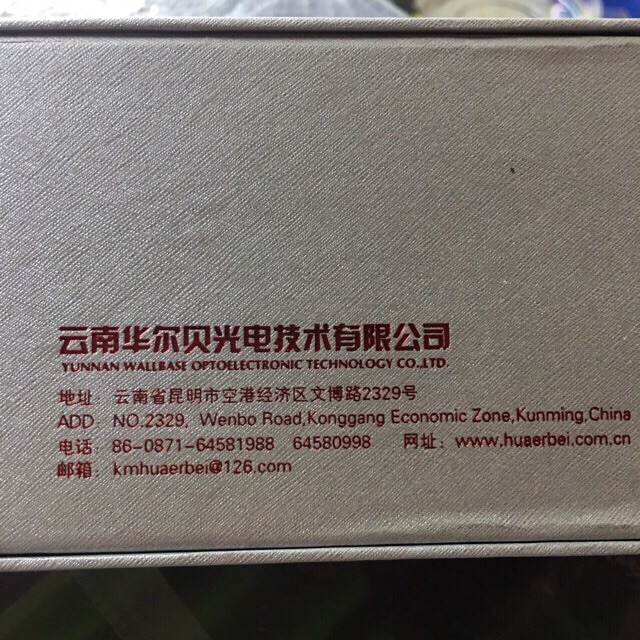 云南华尔贝光电技术有限公司
YUNNAN WALLBASE OPTOELECTRONIC TECHNOLOGY CO.,LTD.
地址：云南省昆明市空港经济区文博路2329号
ADD: NO.2329, Wenbo Road,Konggang Economic Zone,Kunming,China
电话：86-0871-64581988 64580998 网址：www.huaerbei.com.cn
邮箱：kmhuaerbei@126.com